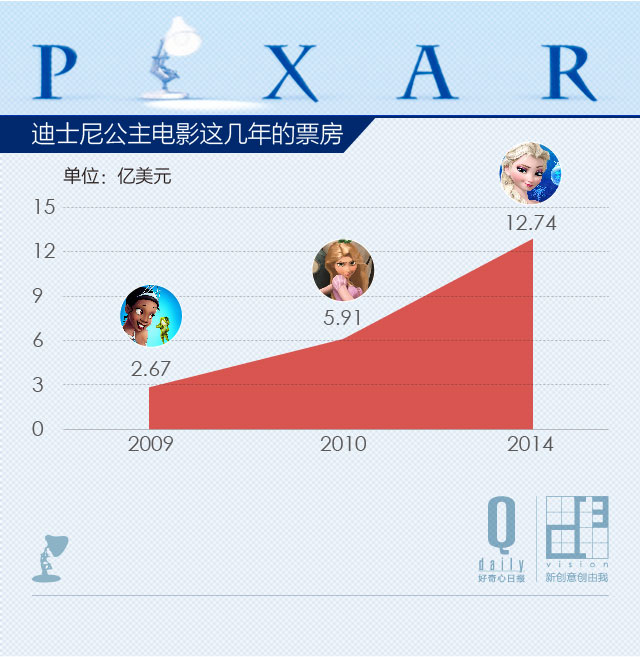 PIXAR
迪士尼公主电影这几年的票房
单位：亿美元
15
12.74
12
9
5.91
6
2.67
3
0
2009 2010 2014
Q
daily
好奇心日报
vision
新创意创由我